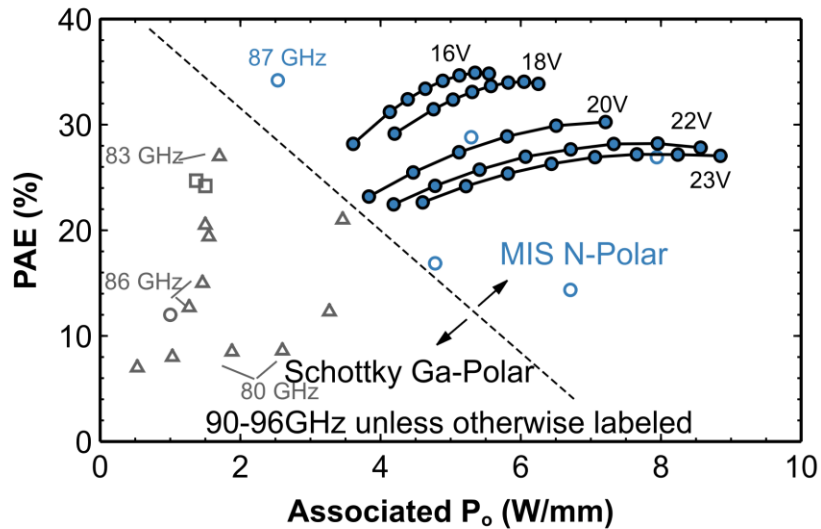 40
30
20
10
0
PAE (%)
87 GHz
16V
18V
20V
22V
23V
83 GHz
MIS N-Polar
86 GHz
Schottky Ga-Polar
80 GHz
90-96GHz unless otherwise labeled
0 2 4 6 8 10
Associated Po (W/mm)